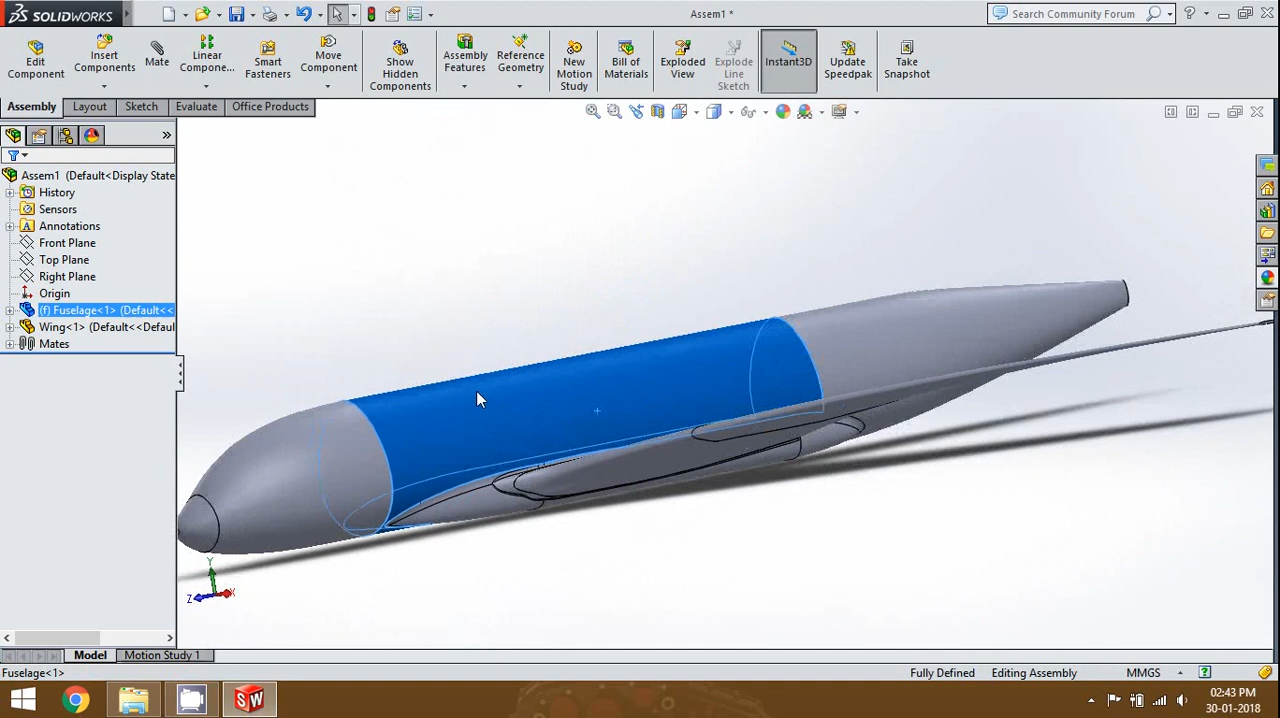 SOLIDWORKS
Assem1 *
Search Community Forum
?
Edit Component
Insert Components
Mate
Linear Compone...
Smart Fasteners
Move Component
Show Hidden Components
Assembly Features
Reference Geometry
New Motion Study
Bill of Materials
Exploded View
Explode Line Sketch
Instant3D
Update Speedpak
Take Snapshot
Assembly
Layout
Sketch
Evaluate
Office Products
Assem1 (Default<Display State
History
Sensors
A Annotations
Front Plane
Top Plane
Right Plane
Origin
(f) Fuselage<1> (Default<<
Wing<1> (Default<<Defaul
Mates
Y
Z
X
Model
Motion Study 1
Fuselage<1>
Fully Defined
Editing Assembly
MMGS
?
SW
02:43 PM
30-01-2018